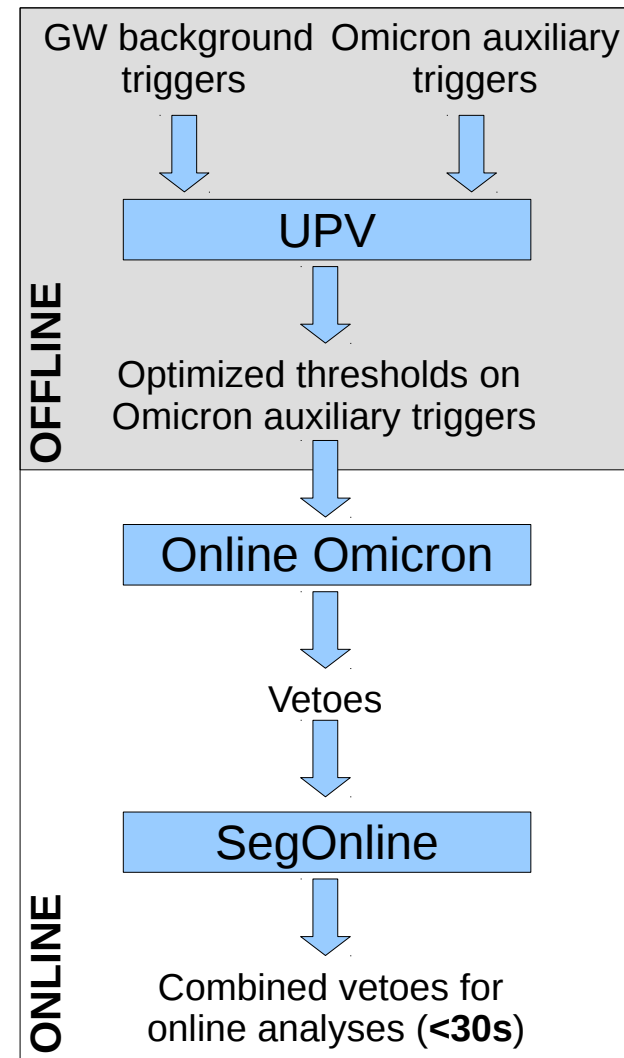 GW background
triggers
Omicron auxiliary
triggers
UPV
OFFLINE
Optimized thresholds on
Omicron auxiliary triggers
Online Omicron
Vetoes
SegOnline
ONLINE
Combined vetoes for
online analyses (<30s)